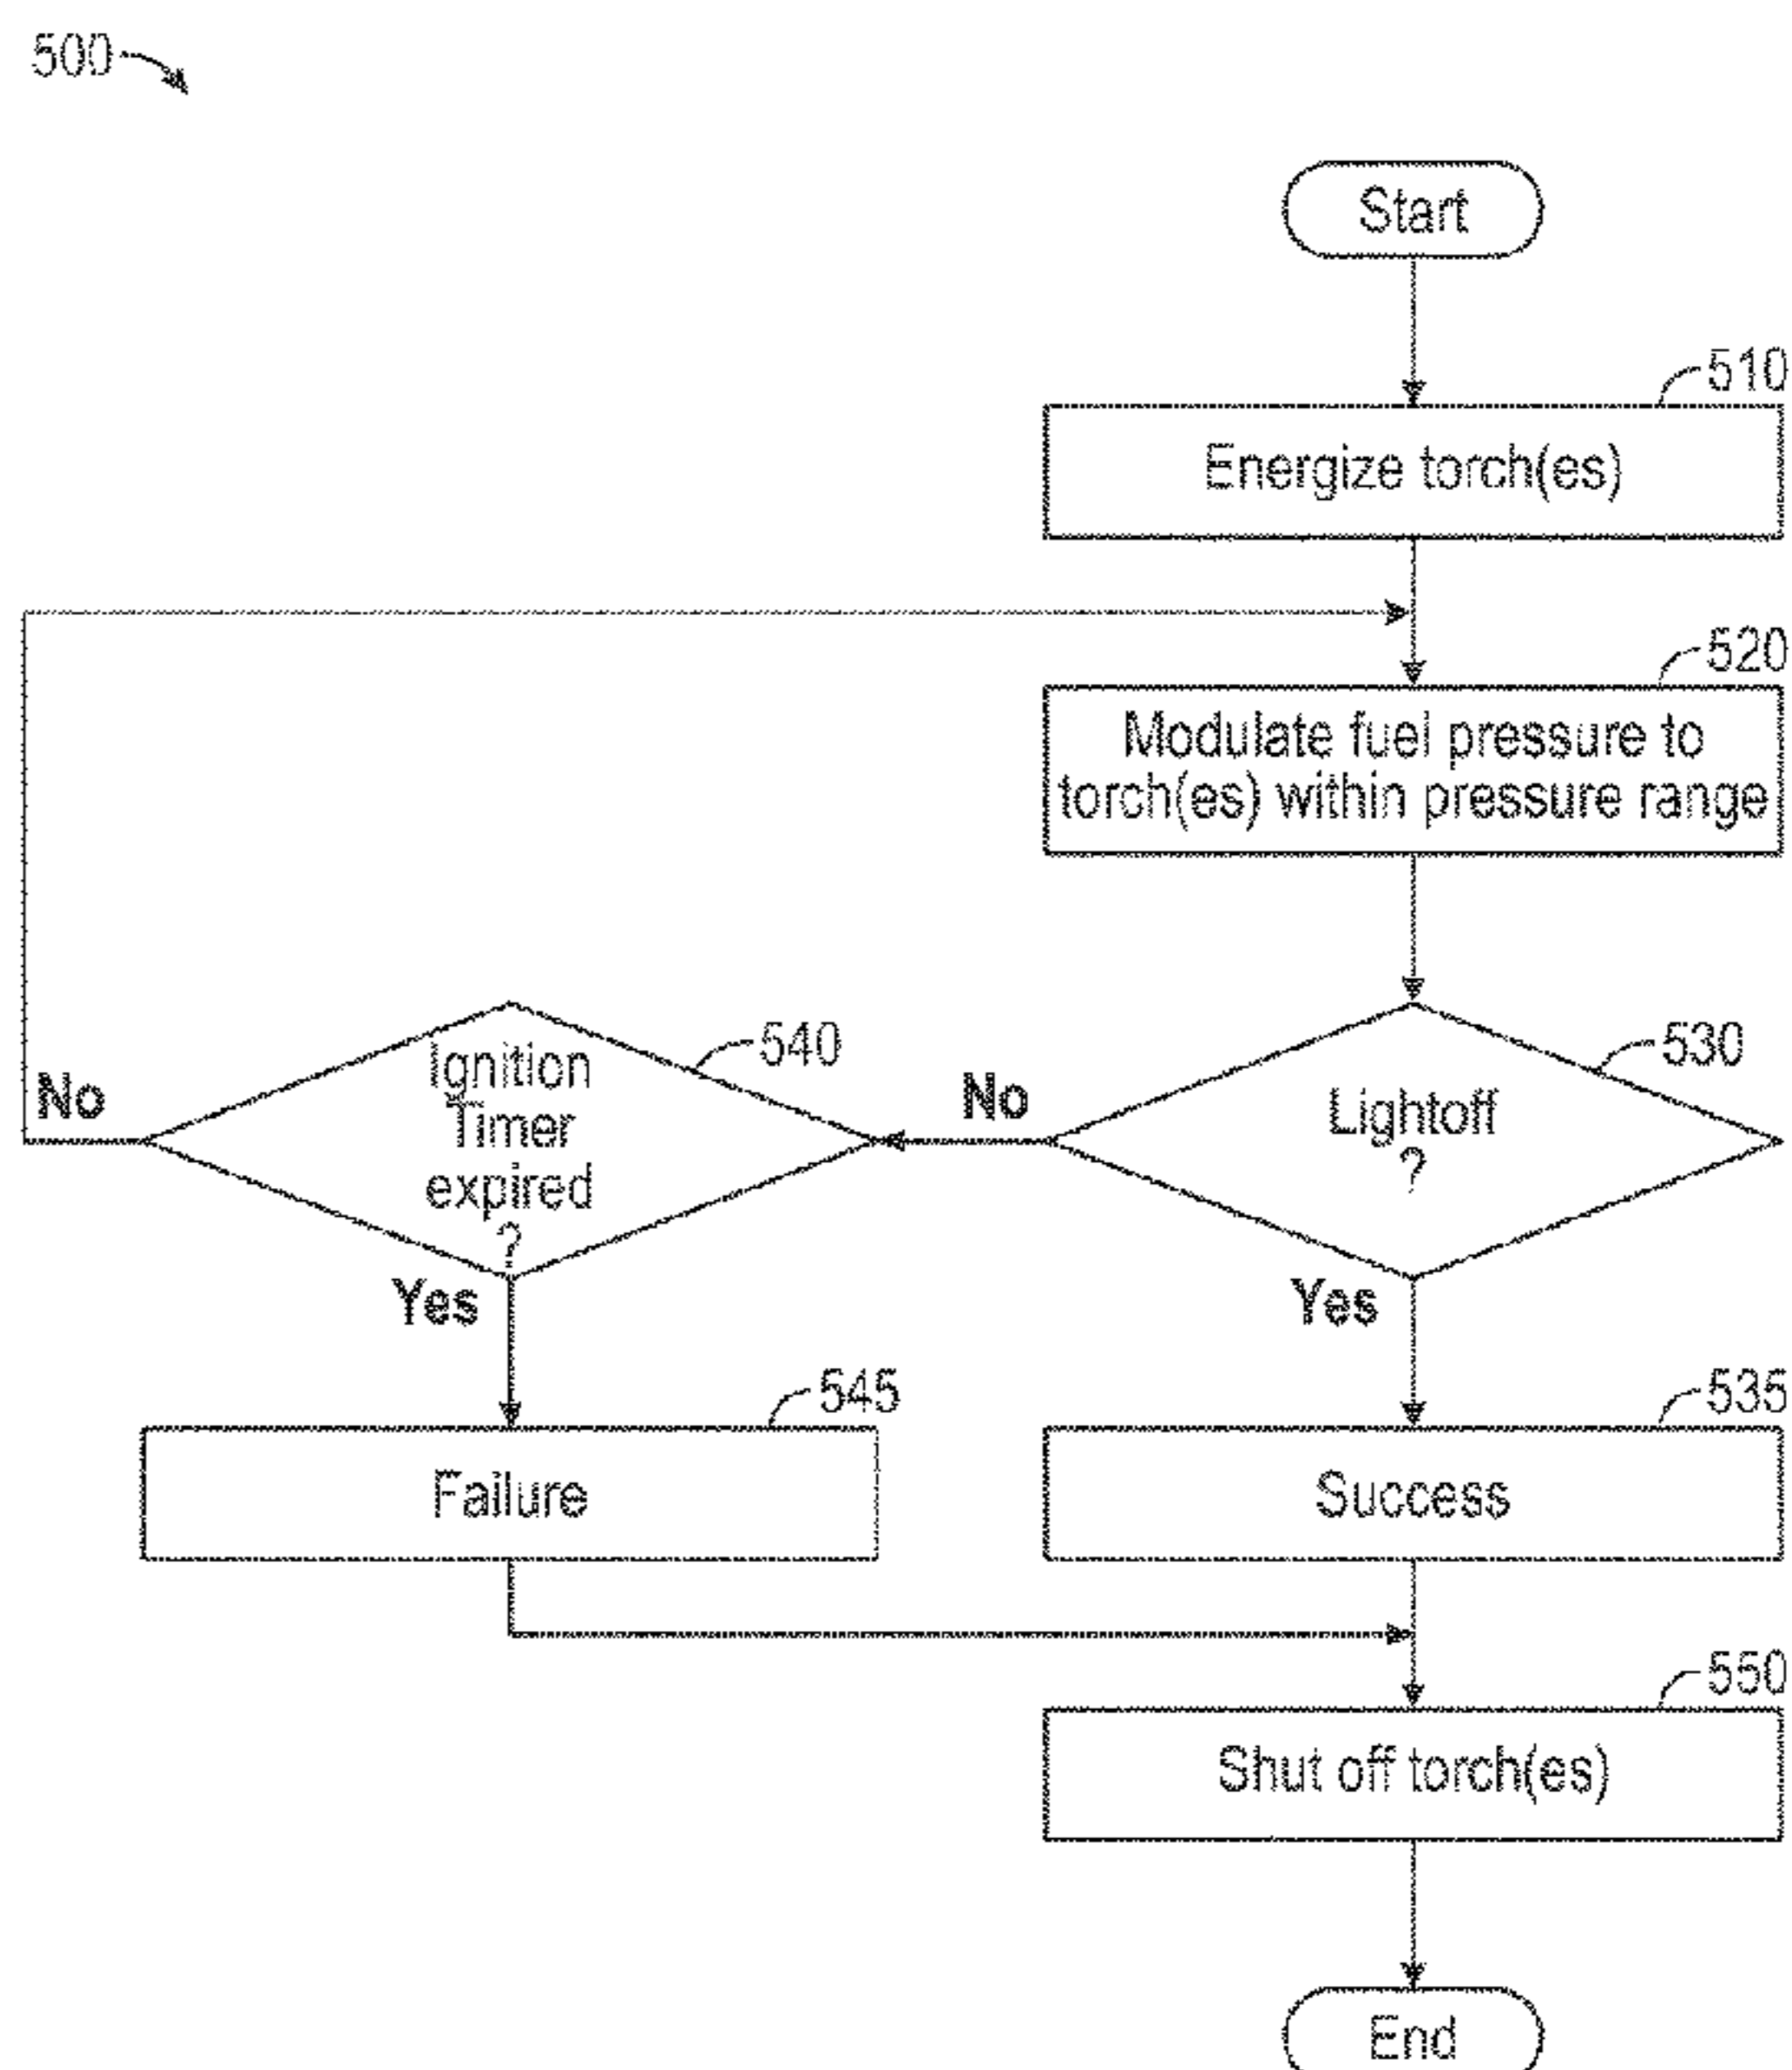 500
Start
510
Energize torch(es)
520
Modulate fuel pressure to
torch(es) within pressure range
540
Ignition
Timer
expired
?
No
Yes
530
Lightoff
?
No
Yes
545
Failure
535
Success
550
Shut off torch(es)
End